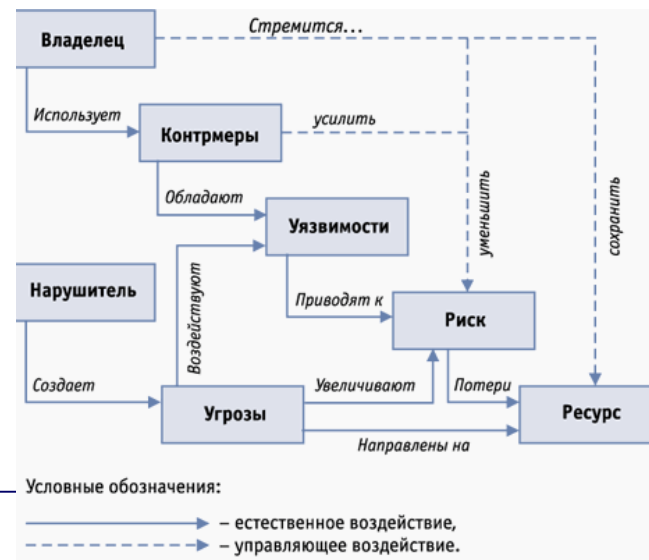 Стремится...
Владелец
Использует
Контрмеры
усилить
Обладают
уменьшить
сохранить
Уязвимости
Воздействуют
Нарушитель
Приводят к
Риск
Создает
Увеличивают
Потери
Угрозы
Ресурс
Направлены на
Условные обозначения:
– естественное воздействие,
– управляющее воздействие.